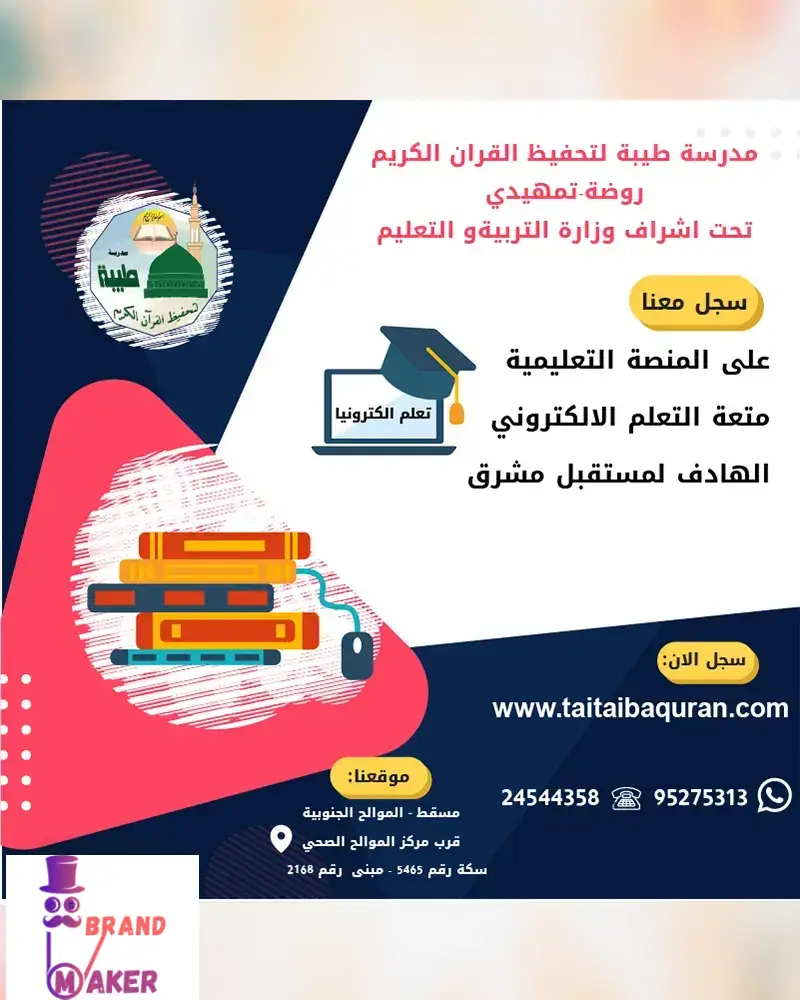 مدرسة طيبة لتحفيظ القران الكريم
روضة-تمهيدي
تحت اشراف وزارة التربيةو التعليم
مدرسة
طيبة
لتحفيظ القرآن الكريم
سجل معنا
على المنصة التعليمية
متعة التعلم الالكتروني
الهادف لمستقبل مشرق
تعلم الكترونيا
سجل الان:
www.taitaibaquran.com
24544358 95275313
موقعنا:
مسقط - الموالح الجنوبية
قرب مركز الموالح الصحي
سكة رقم 5465 - مبنى رقم 2168
BRAND
MAKER